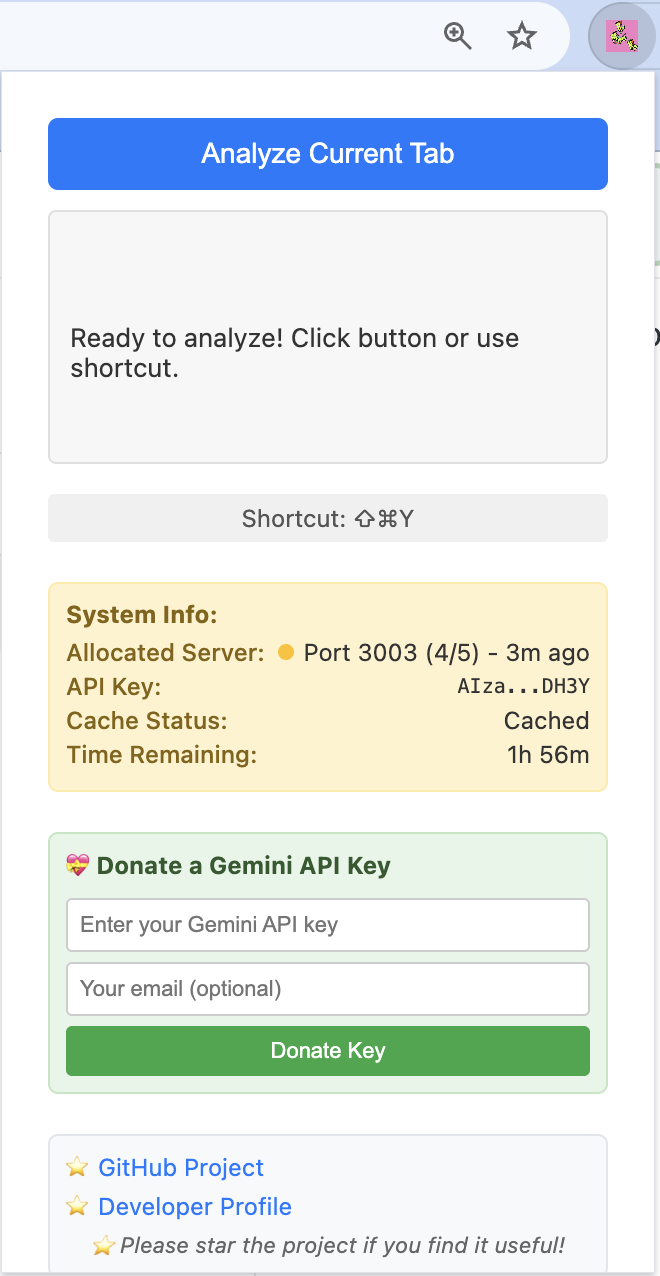 Analyze Current Tab
Ready to analyze! Click button or use
shortcut.
Shortcut: ⇧⌘Y
System Info:
Allocated Server: Port 3003 (4/5) - 3m ago
API Key: AIza...DH3Y
Cache Status: Cached
Time Remaining: 1h 56m
💝 Donate a Gemini API Key
Enter your Gemini API key
Your email (optional)
Donate Key
⭐ GitHub Project
⭐ Developer Profile
⭐ Please star the project if you find it useful!